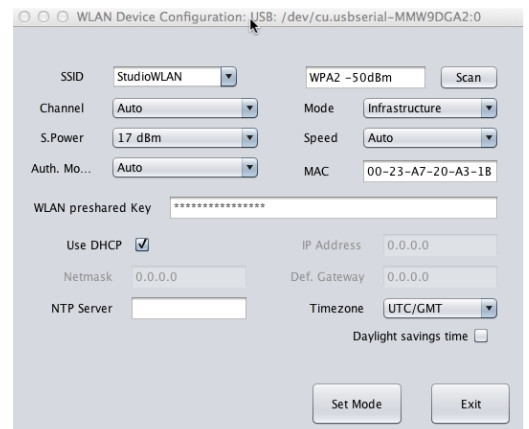 WLAN Device Configuration: USB: /dev/cu.usbserial-MMW9DGA2:0
SSID StudioWLAN WPA2 -50dBm Scan
Channel Auto Mode Infrastructure
S.Power 17 dBm Speed Auto
Auth. Mo... Auto MAC 00-23-A7-20-A3-1B
WLAN preshared Key ****************
Use DHCP IP Address 0.0.0.0
Netmask 0.0.0.0 Def. Gateway 0.0.0.0
NTP Server Timezone UTC/GMT
Daylight savings time
Set Mode Exit